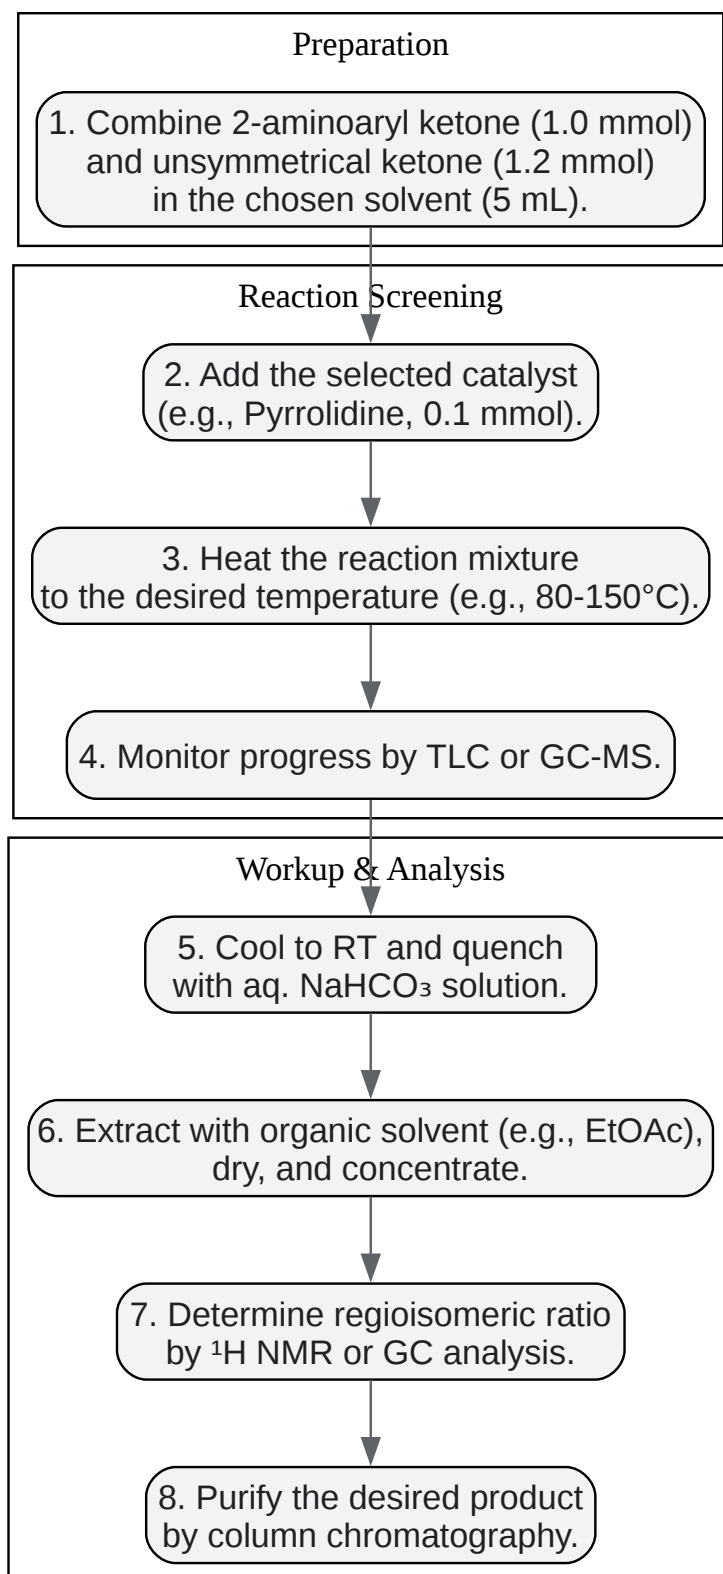 Preparation
1. Combine 2-aminoaryl ketone (1.0 mmol)
and unsymmetrical ketone (1.2 mmol)
in the chosen solvent (5 mL).
Reaction Screening
2. Add the selected catalyst
(e.g., Pyrrolidine, 0.1 mmol).
3. Heat the reaction mixture
to the desired temperature (e.g., 80-150°C).
4. Monitor progress by TLC or GC-MS.
Workup & Analysis
5. Cool to RT and quench
with aq. NaHCO₃ solution.
6. Extract with organic solvent (e.g., EtOAc),
dry, and concentrate.
7. Determine regioisomeric ratio
by ¹H NMR or GC analysis.
8. Purify the desired product
by column chromatography.